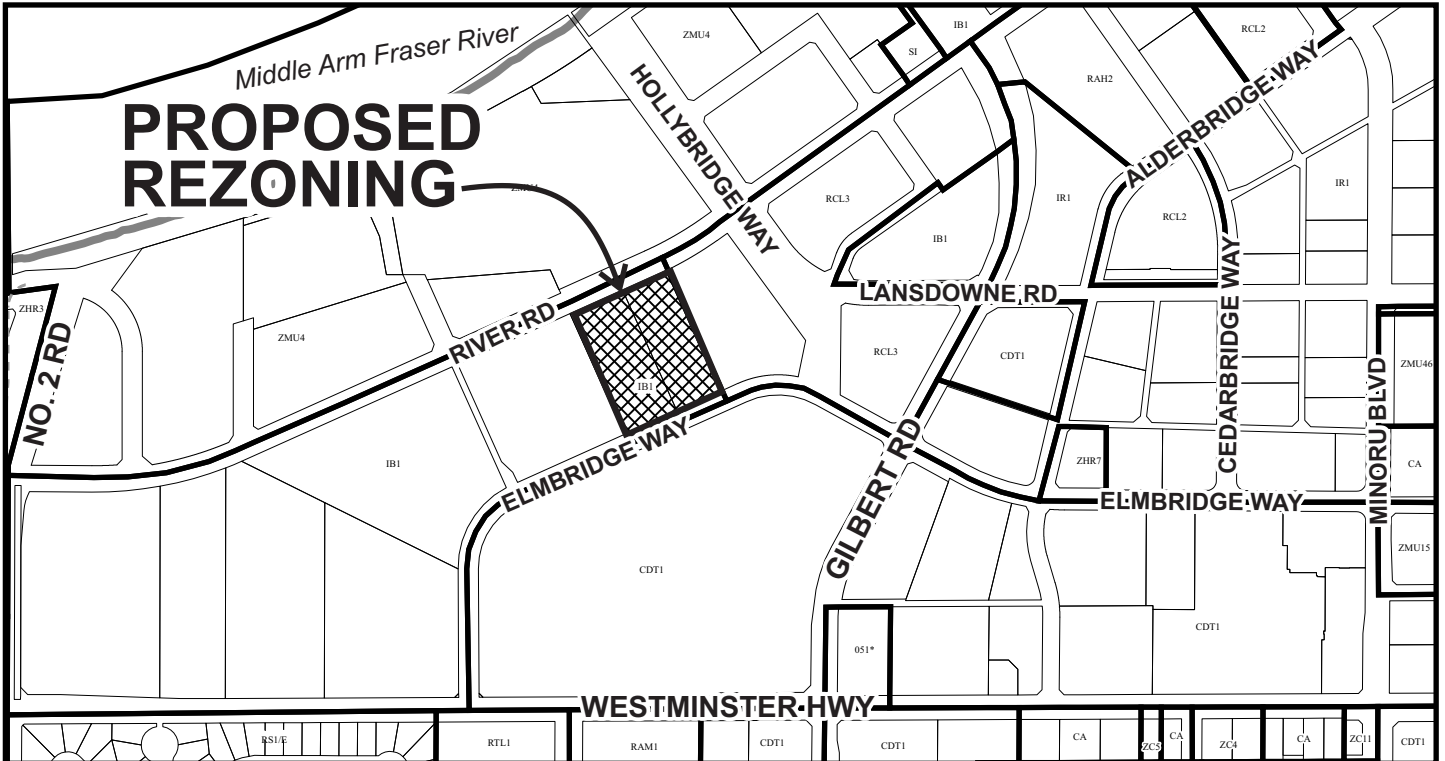 Middle Arm Fraser River
PROPOSED
REZONING
ZMU4
HOLLYBRIDGE WAY
IB1
SI
RCL2
RAH2
ALDERBRIDGE WAY
RCL3
IB1
IR1
RCL2
IR1
ZHR3
NO. 2 RD
ZMU4
RIVER RD
IB1
LANSDOWNE RD
RCL3
CDT1
CEDARBRIDGE WAY
MINORU BLVD
ZMU46
IB1
ELMBRIDGE WAY
GILBERT RD
ZHR7
ELMBRIDGE WAY
CA
ZMU15
CDT1
051*
CDT1
WESTMINSTER HWY
RS1/E
RTL1
RAM1
CDT1
CDT1
CA
ZC5
CA
ZC4
CA
ZC11
CDT1